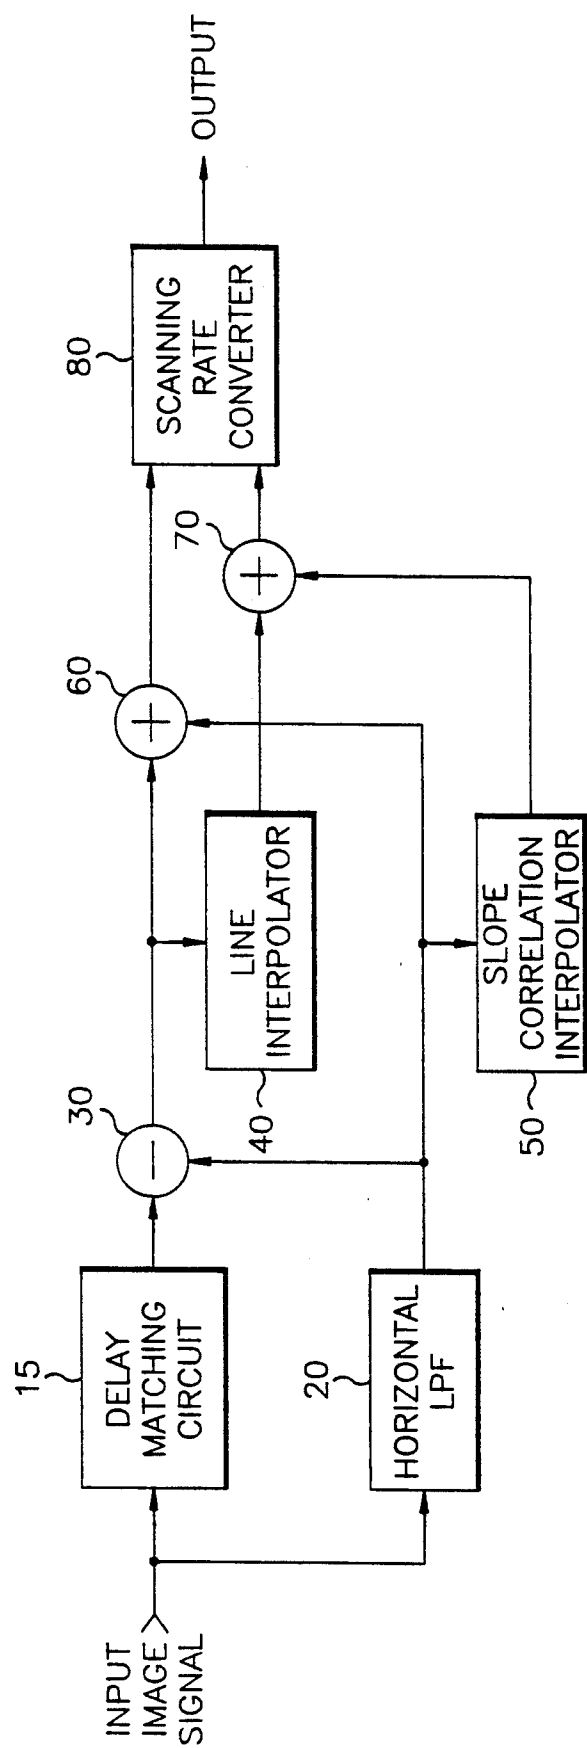 INPUT
IMAGE
SIGNAL
15
DELAY
MATCHING
CIRCUIT
20
HORIZONTAL
LPF
30
40
LINE
INTERPOLATOR
50
SLOPE
CORRELATION
INTERPOLATOR
60
70
80
SCANNING
RATE
CONVERTER
OUTPUT